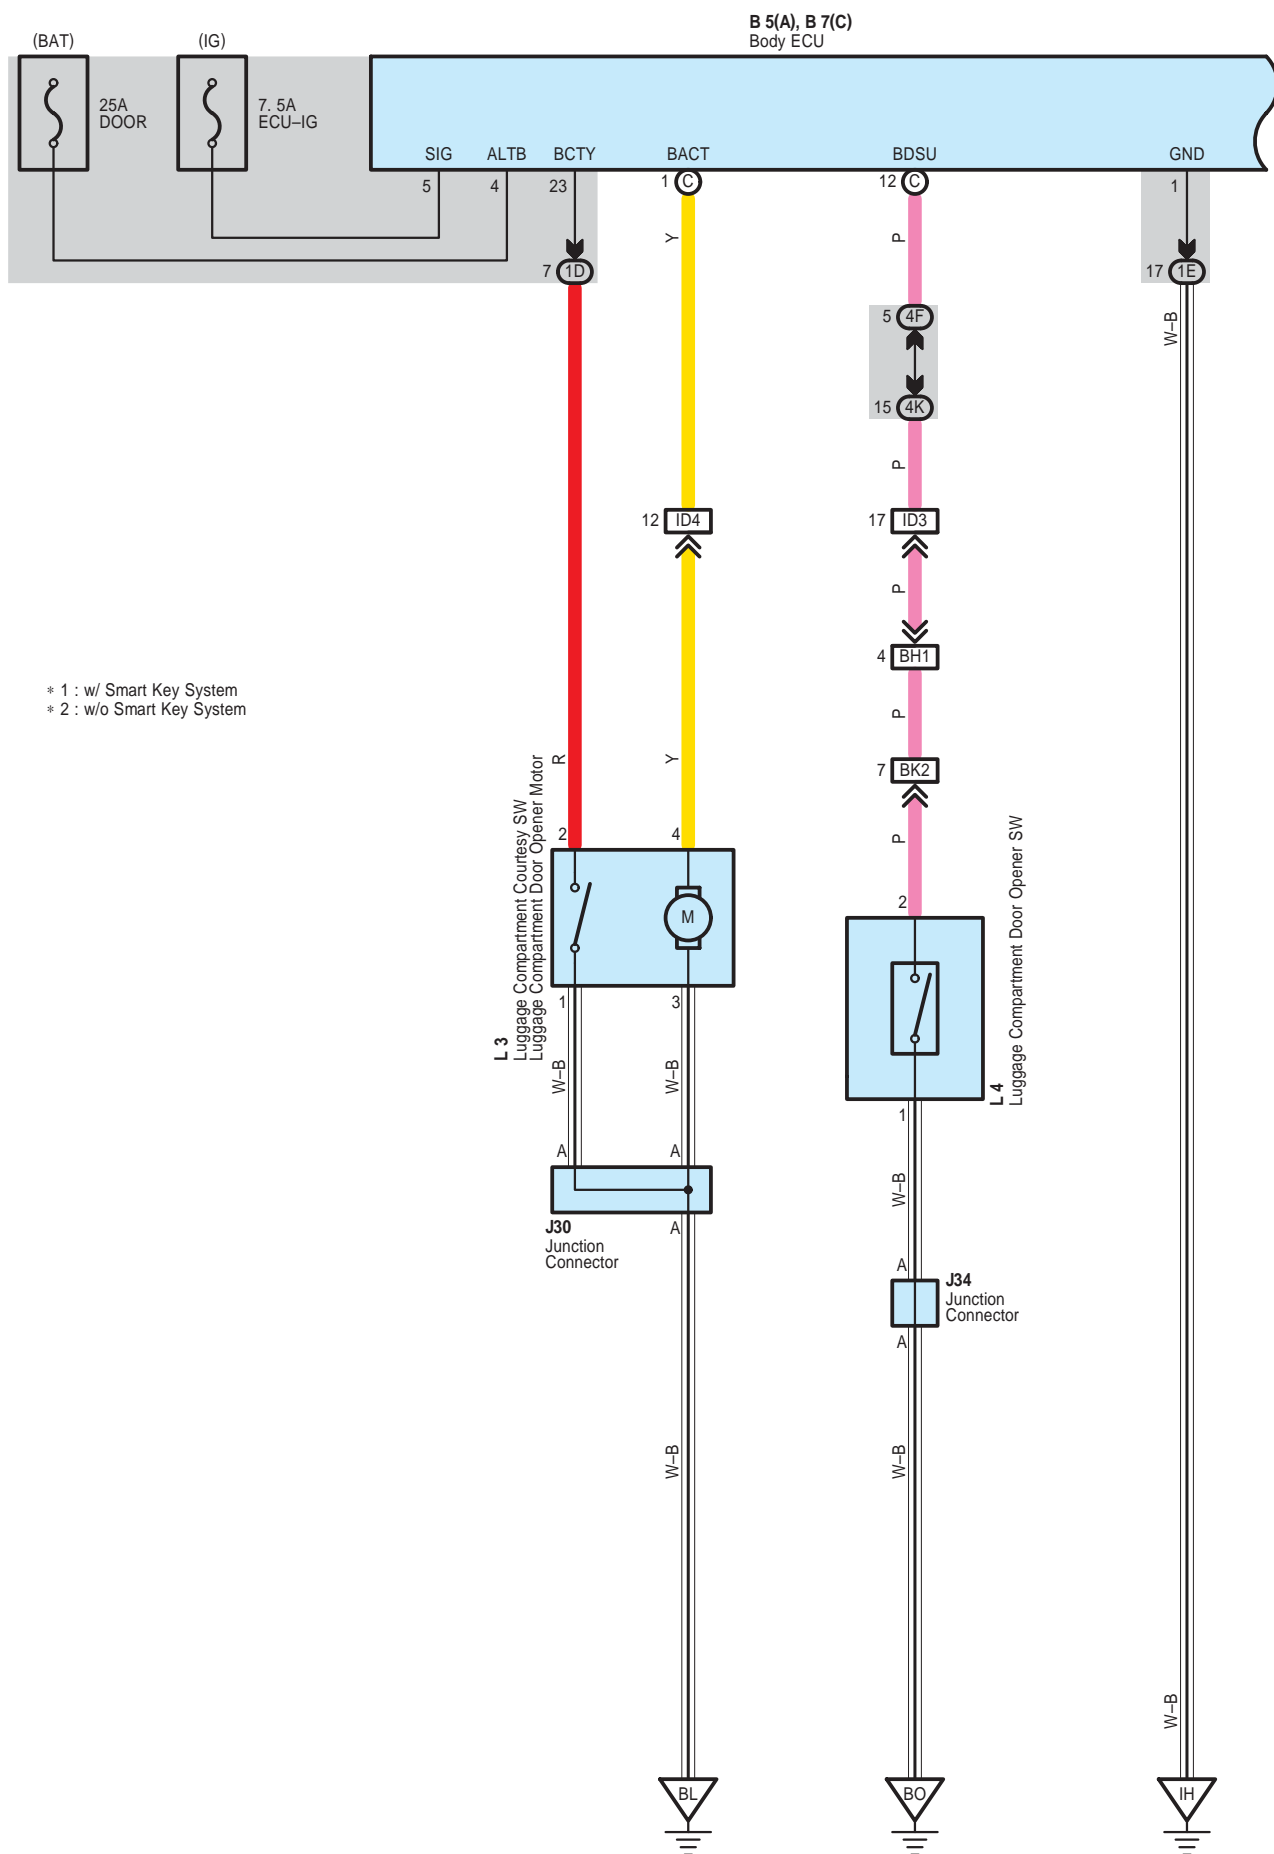 B 5(A), B 7(C)
Body ECU
(BAT)
(IG)
25A
DOOR
7. 5A
ECU–IG
SIG
ALTB
BCTY
BACT
BDSU
GND
5
4
23
1
C
12
C
1
7
1D
Y
P
17
1E
5
4F
W–B
15
4K
P
12
ID4
17
ID3
P
4
BH1
∗ 1 : w/ Smart Key System
∗ 2 : w/o Smart Key System
P
R
Y
7
BK2
2
4
P
L 3
Luggage Compartment Courtesy SW
Luggage Compartment Door Opener Motor
M
2
L 4
Luggage Compartment Door Opener SW
1
3
W–B
W–B
1
A
A
W–B
J30
Junction
Connector
A
A
J34
Junction
Connector
A
W–B
W–B
W–B
BL
BO
IH